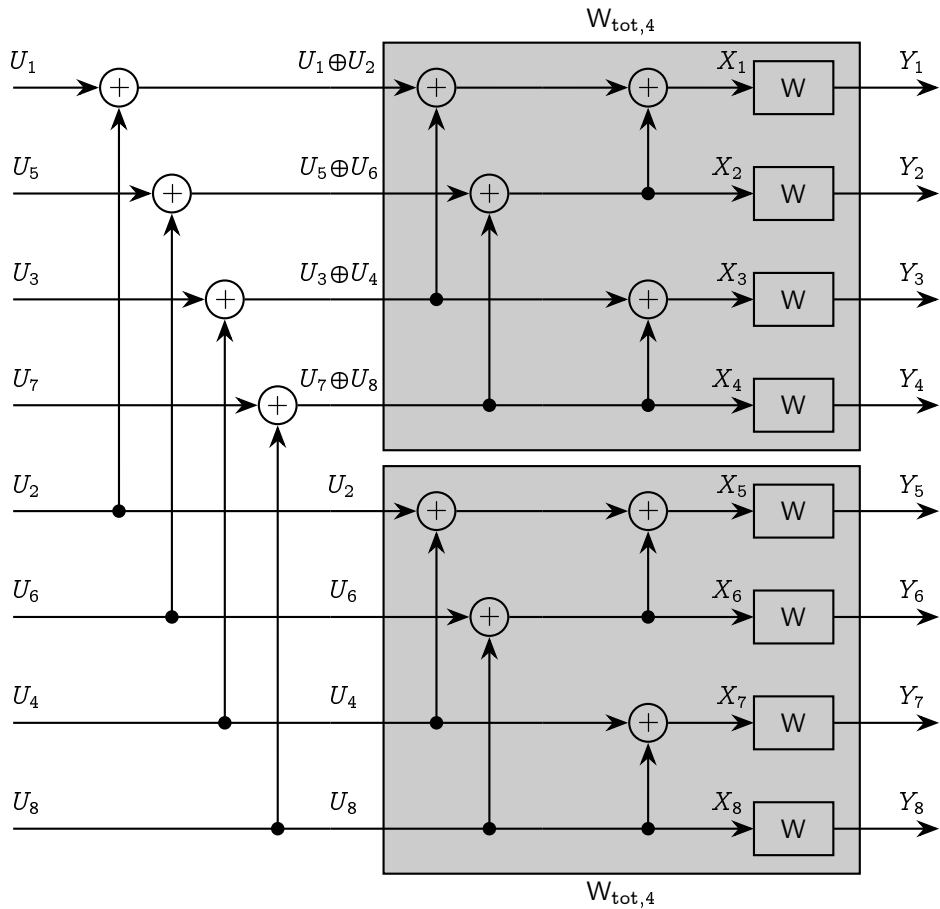 W_tot,4
U_1 U_1⊕U_2 X_1 W Y_1
U_5 U_5⊕U_6 X_2 W Y_2
U_3 U_3⊕U_4 X_3 W Y_3
U_7 U_7⊕U_8 X_4 W Y_4
U_2 U_2 X_5 W Y_5
U_6 U_6 X_6 W Y_6
U_4 U_4 X_7 W Y_7
U_8 U_8 X_8 W Y_8
W_tot,4